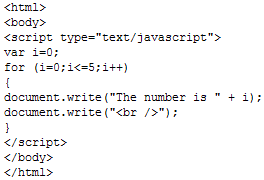 <html>
<body>
<script type="text/javascript">
var i=0;
for (i=0;i<=5;i++)
{
document.write("The number is " + i);
document.write("<br />");
}
</script>
</body>
</html>